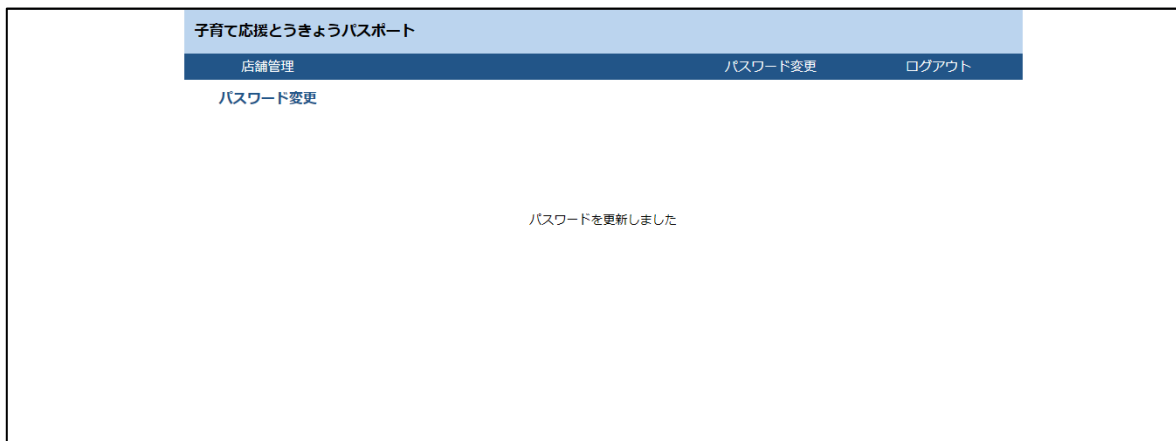 子育て応援とうきょうパスポート
店舗管理 パスワード変更 ログアウト
パスワード変更
パスワードを更新しました